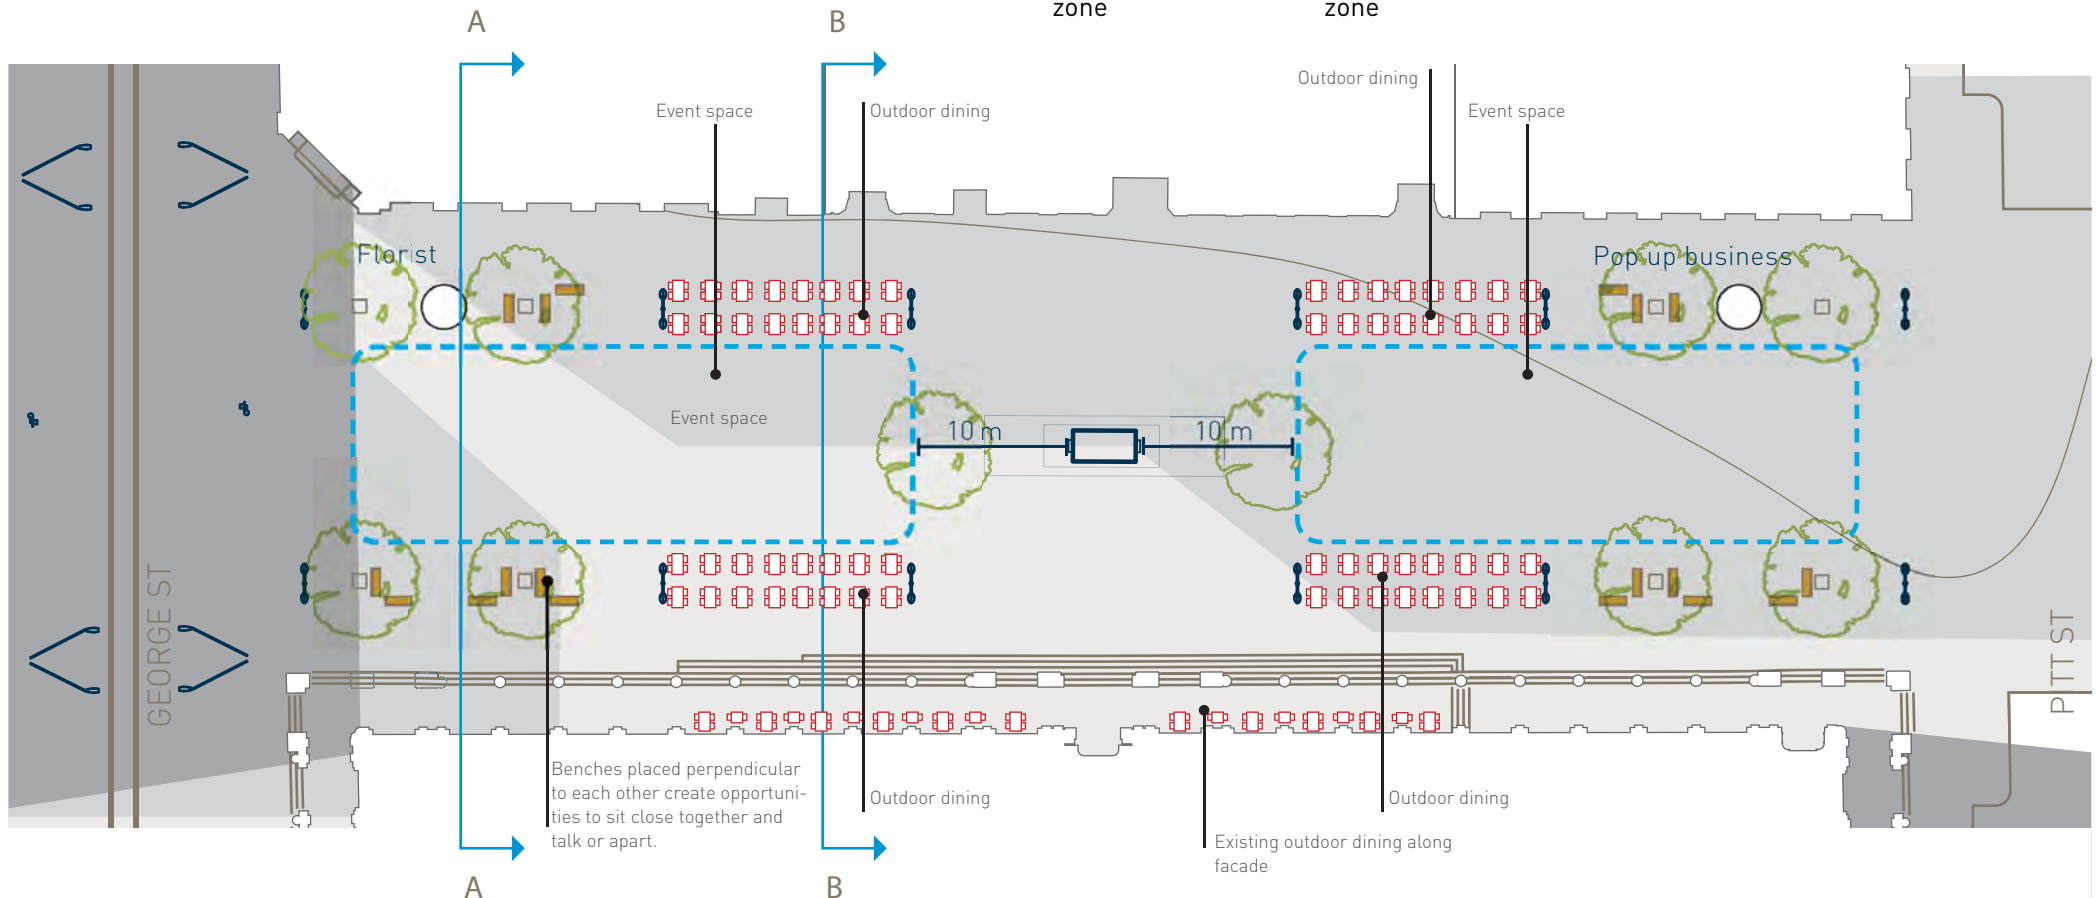 zone
zone
A
B
Outdoor dining
Event space
Outdoor dining
Event space
Florist
Pop up business
Event space
10 m
10 m
GEORGE ST
PITT ST
Benches placed perpendicular
to each other create opportuni-
ties to sit close together and
talk or apart.
Outdoor dining
Outdoor dining
Existing outdoor dining along
facade
A
B